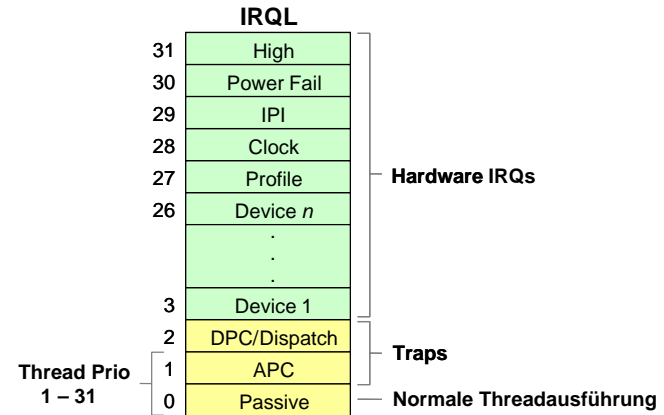 IRQL
31 High
30 Power Fail
29 IPI
28 Clock
27 Profile
26 Device n
.
.
.
3 Device 1
2 DPC/Dispatch
1 APC
0 Passive
Hardware IRQs
Traps
Normale Threadausführung
Thread Prio
1 – 31